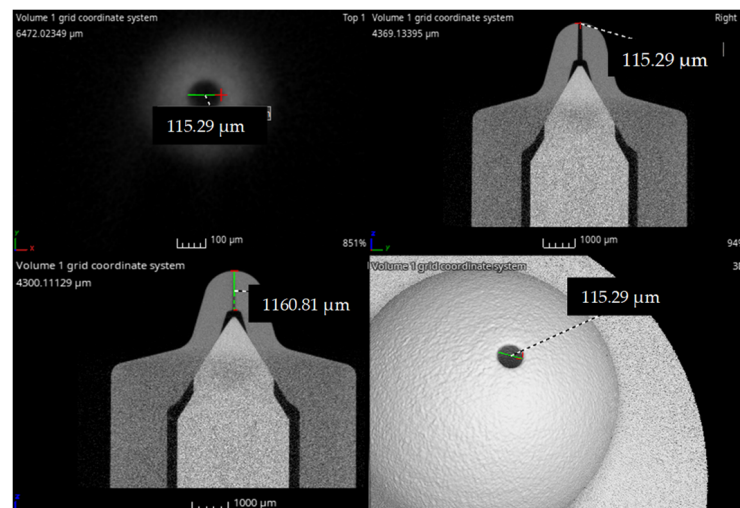 Volume 1 grid coordinate system
Top 1
6472.02349 µm
115.29 µm
100 µm
851%
Y
x
Volume 1 grid coordinate system
Right
4369.13395 µm
115.29 µm
1000 µm
z
Y
Volume 1 grid coordinate system
4300.11129 µm
1160.81 µm
1000 µm
z
Volume 1 grid coordinate system
115.29 µm